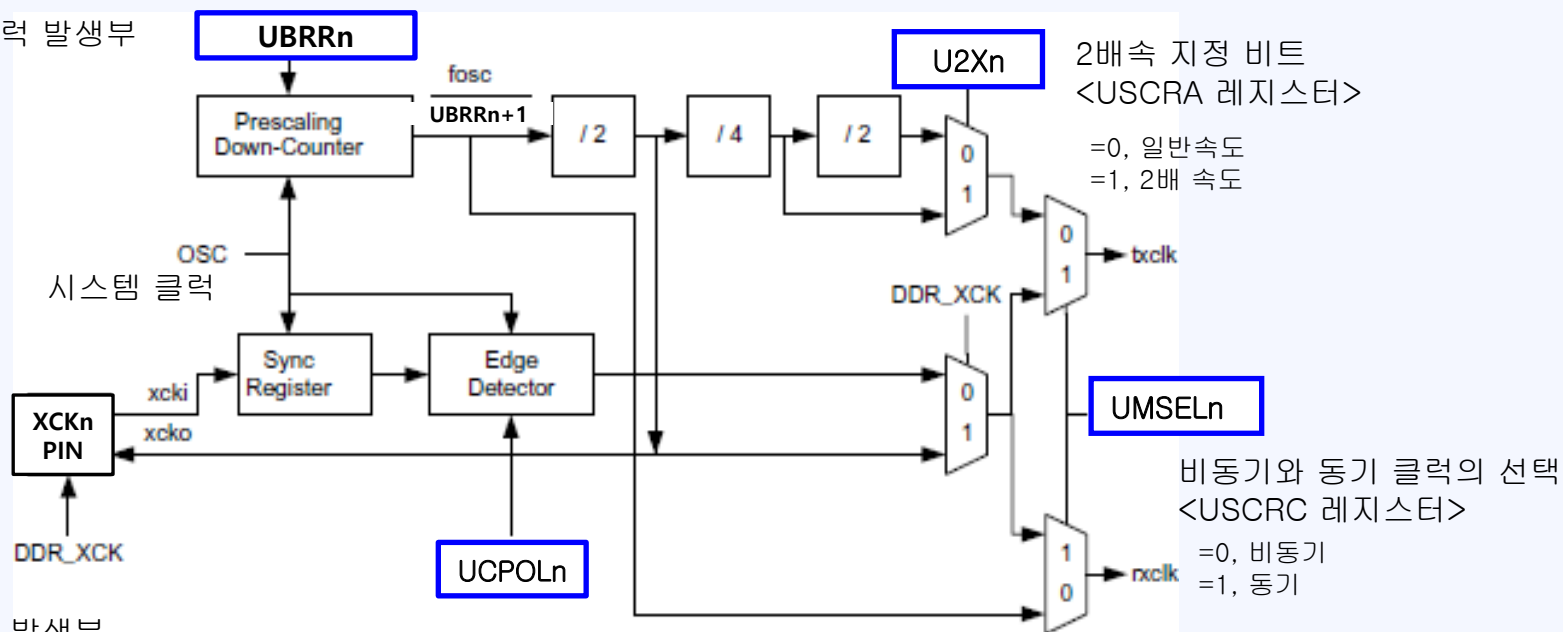 럭 발생부
UBRRn
fosc
UBRRn+1
Prescaling
Down-Counter
/ 2
/ 4
/ 2
U2Xn
2배속 지정 비트
<USCRA 레지스터>
=0, 일반속도
=1, 2배 속도
0
1
OSC
시스템 클럭
0
1
txclk
DDR_XCK
Sync
Register
Edge
Detector
xcki
xcko
XCKn
PIN
0
1
UMSELn
비동기와 동기 클럭의 선택
<USCRC 레지스터>
=0, 비동기
=1, 동기
DDR_XCK
UCPOLn
1
0
rxclk